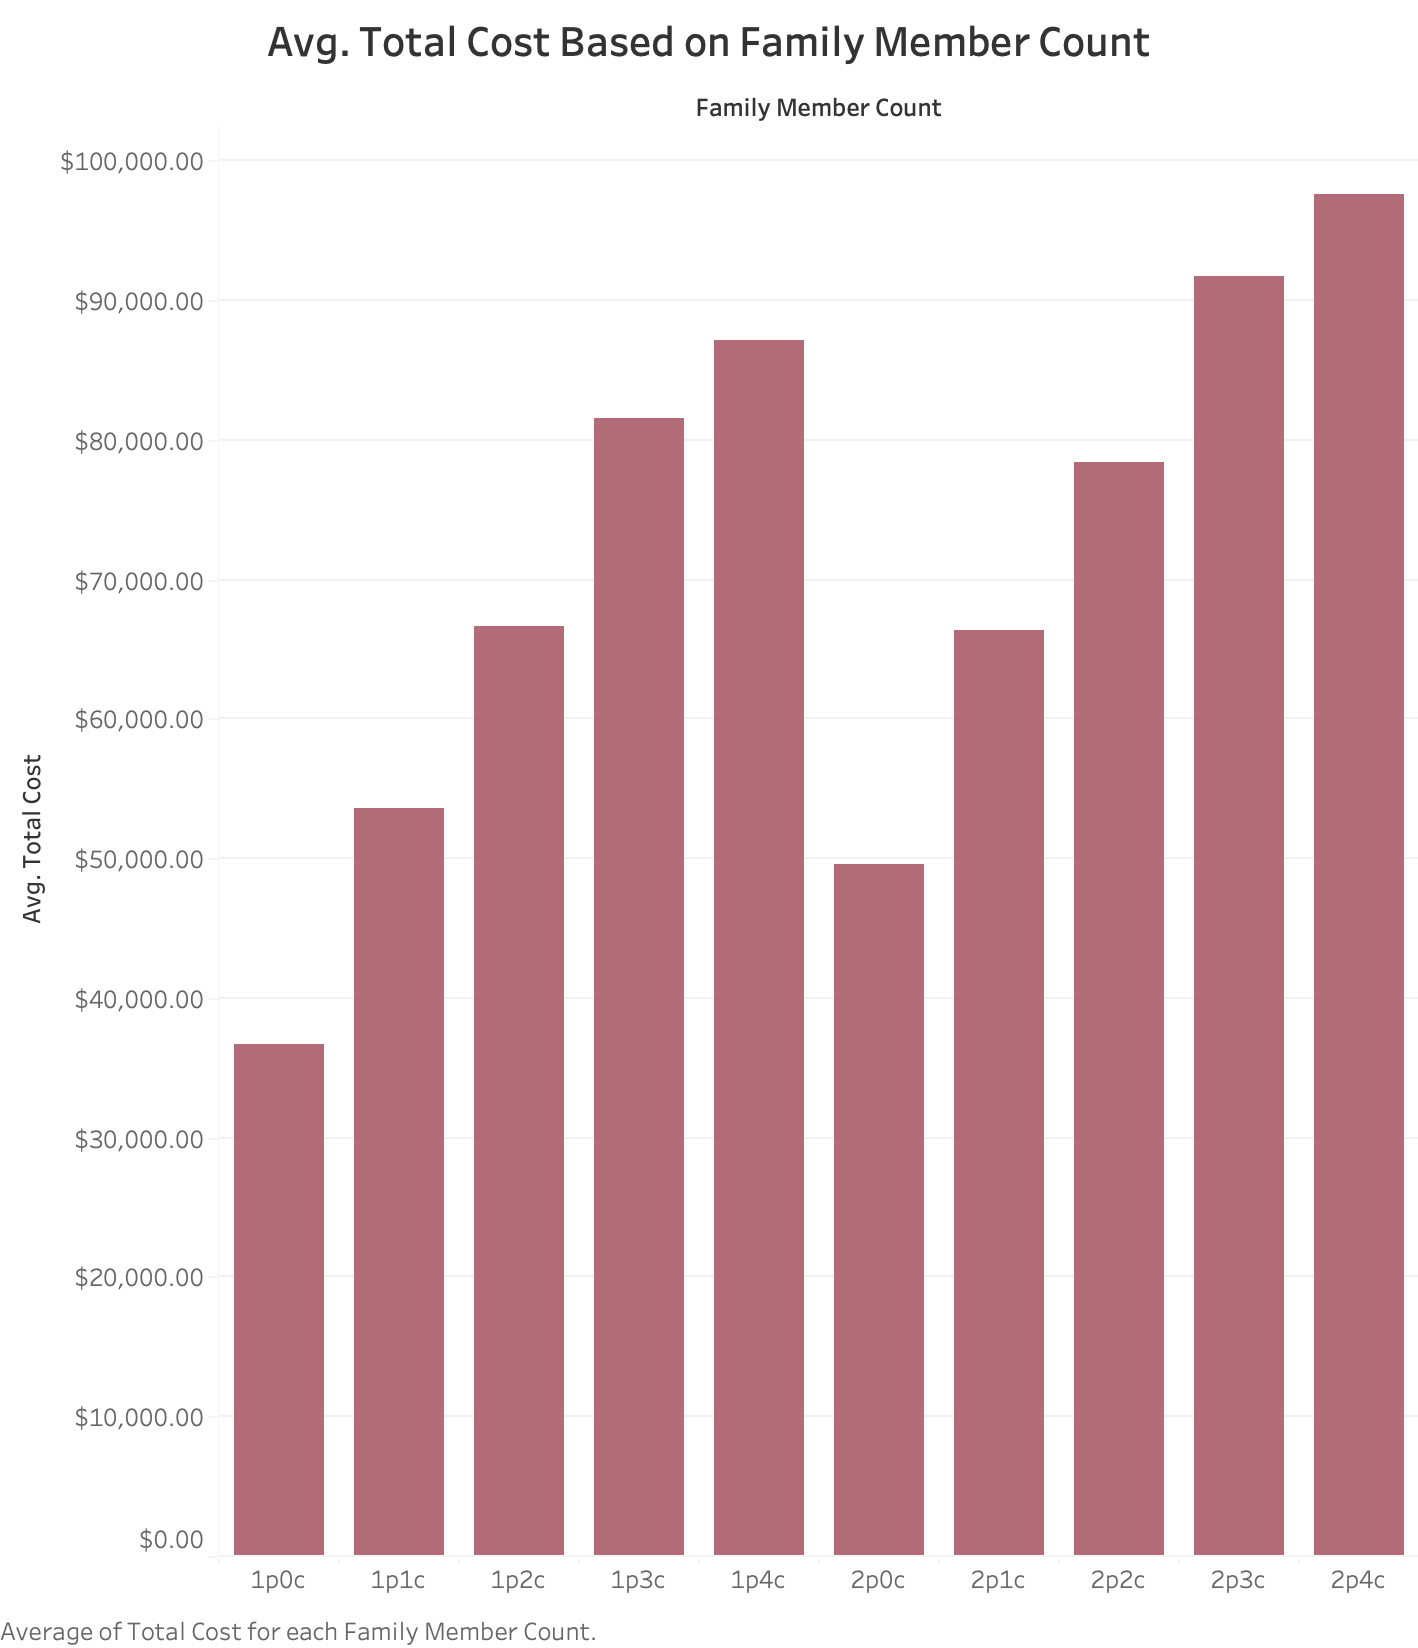 Avg. Total Cost Based on Family Member Count
Family Member Count
$100,000.00
$90,000.00
$80,000.00
$70,000.00
$60,000.00
$50,000.00
$40,000.00
$30,000.00
$20,000.00
$10,000.00
$0.00
Avg. Total Cost
1p0c 1p1c 1p2c 1p3c 1p4c 2p0c 2p1c 2p2c 2p3c 2p4c
Average of Total Cost for each Family Member Count.